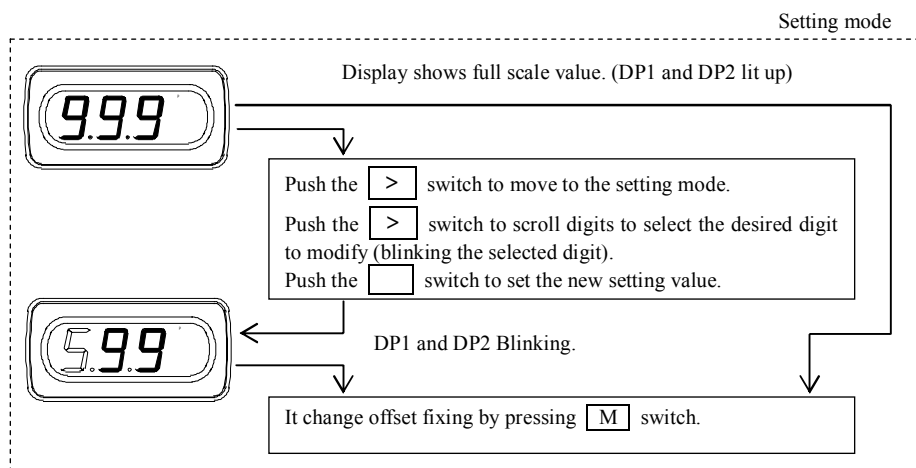 Setting mode
Display shows full scale value. (DP1 and DP2 lit up)
9.9.9
Push the > switch to move to the setting mode.
Push the > switch to scroll digits to select the desired digit
to modify (blinking the selected digit).
Push the switch to set the new setting value.
5.9.9
DP1 and DP2 Blinking.
It change offset fixing by pressing M switch.